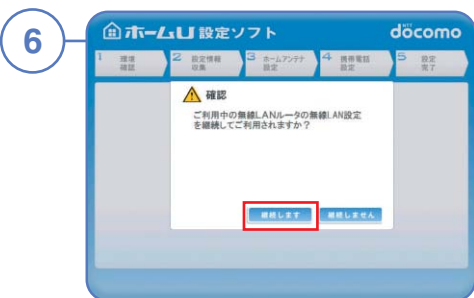 6
ホームU 設定ソフト
NTT
döcomo
1 環境確認
2 設定情報収集
3 ホームアンテナ設定
4 携帯電話設定
5 設定完了
確認
ご利用中の無線LANルータの無線LAN設定
を継続してご利用されますか？
継続します 継続しません